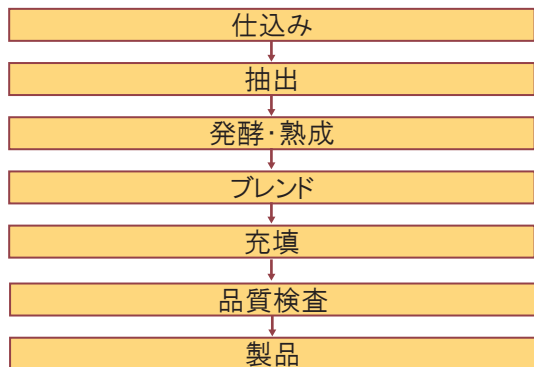 仕込み
抽出
発酵・熟成
ブレンド
充填
品質検査
製品